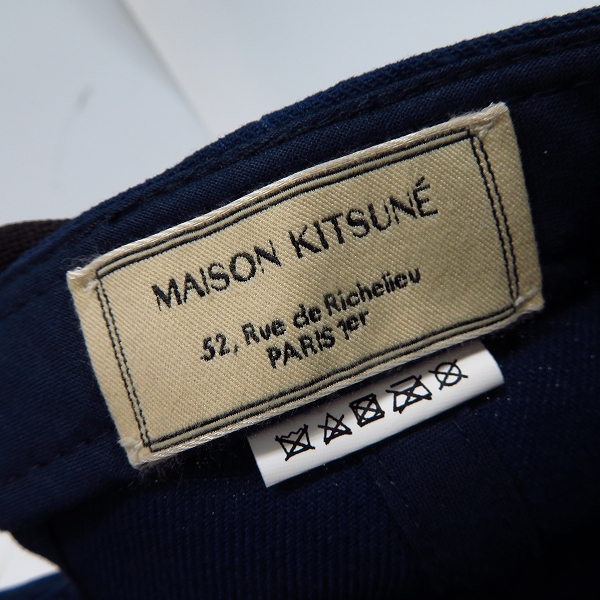 MAISON KITSUNÉ
52, Rue de Richelieu
PARIS 1er